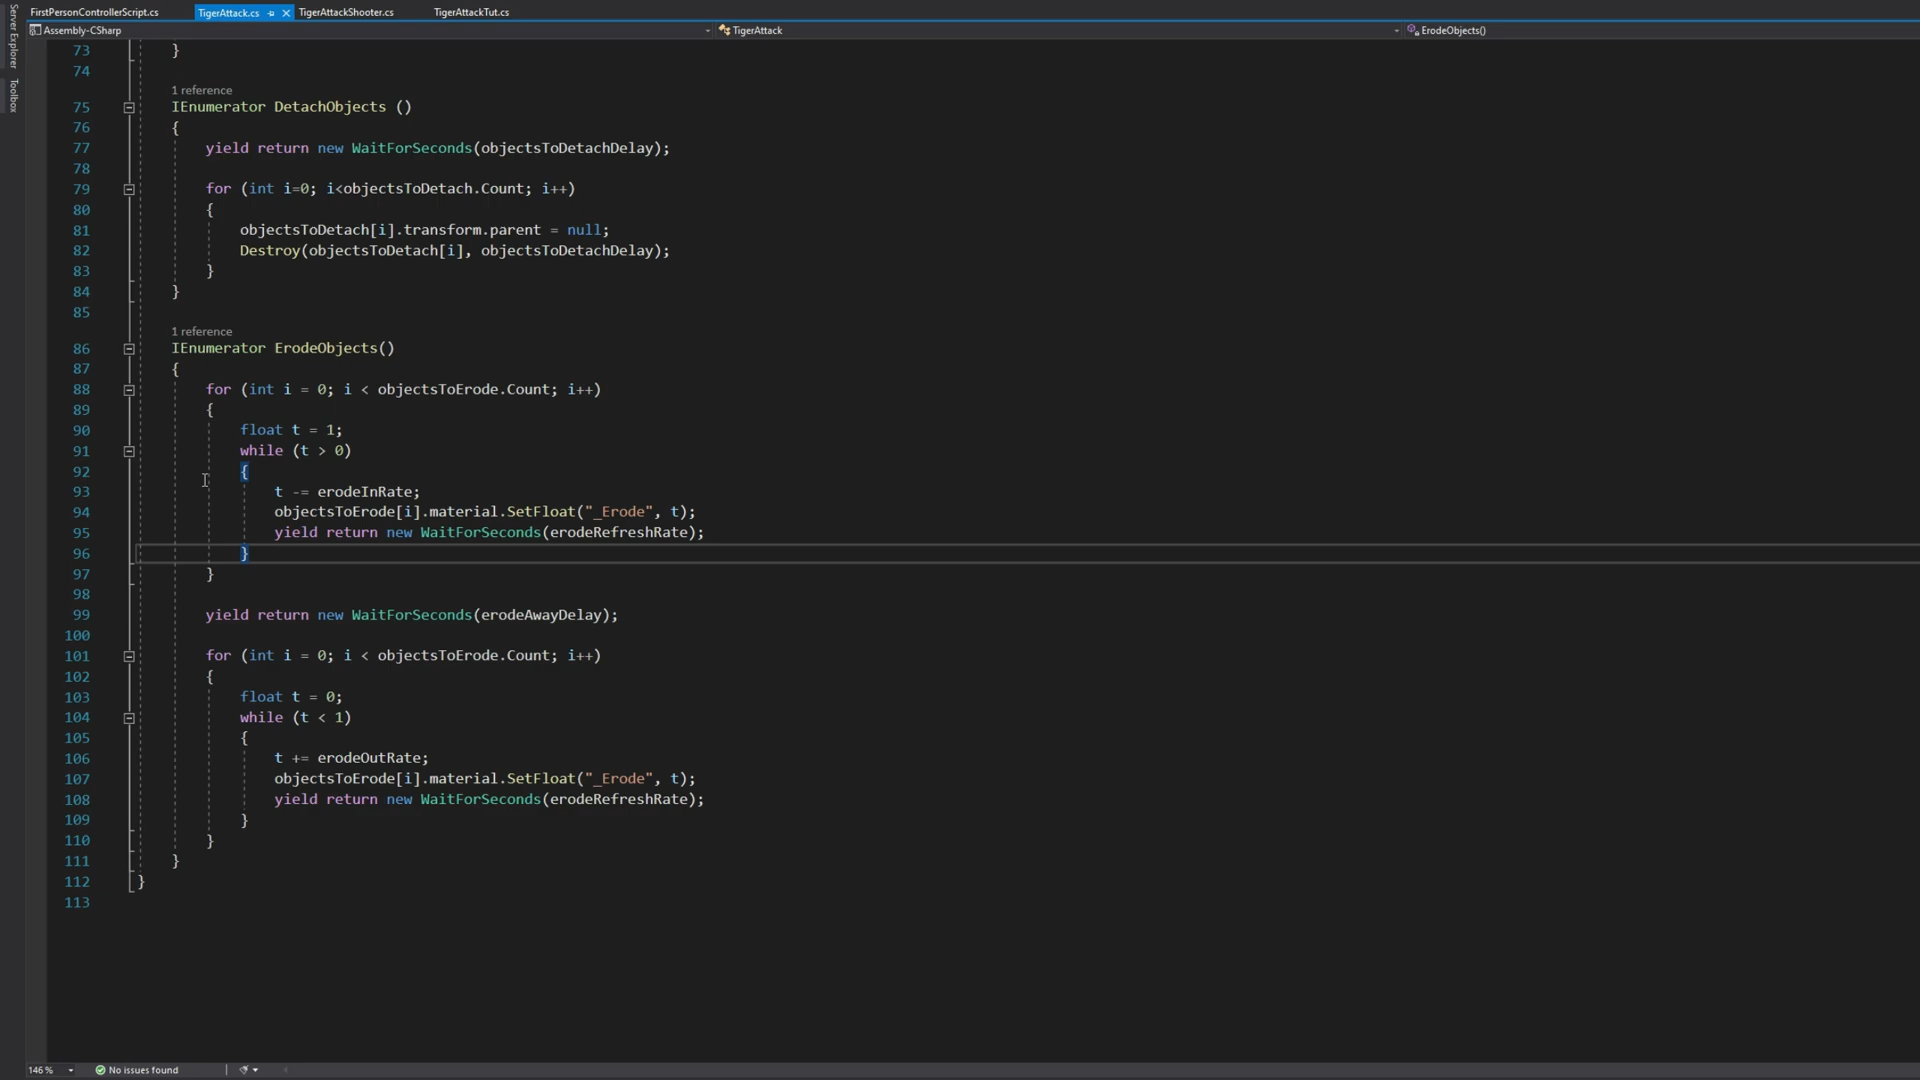 FirstPersonControllerScript.cs TigerAttack.cs TigerAttackShooter.cs TigerAttackTut.cs
Assembly-CSharp TigerAttack ErodeObjects()
Server Explorer
Toolbox
73 }
74
1 reference
75 IEnumerator DetachObjects ()
76 {
77 yield return new WaitForSeconds(objectsToDetachDelay);
78
79 for (int i=0; i<objectsToDetach.Count; i++)
80 {
81 objectsToDetach[i].transform.parent = null;
82 Destroy(objectsToDetach[i], objectsToDetachDelay);
83 }
84 }
85
1 reference
86 IEnumerator ErodeObjects()
87 {
88 for (int i = 0; i < objectsToErode.Count; i++)
89 {
90 float t = 1;
91 while (t > 0)
92 {
93 t -= erodeInRate;
94 objectsToErode[i].material.SetFloat("_Erode", t);
95 yield return new WaitForSeconds(erodeRefreshRate);
96 }
97 }
98
99 yield return new WaitForSeconds(erodeAwayDelay);
100
101 for (int i = 0; i < objectsToErode.Count; i++)
102 {
103 float t = 0;
104 while (t < 1)
105 {
106 t += erodeOutRate;
107 objectsToErode[i].material.SetFloat("_Erode", t);
108 yield return new WaitForSeconds(erodeRefreshRate);
109 }
110 }
111 }
112 }
113
146 % No issues found